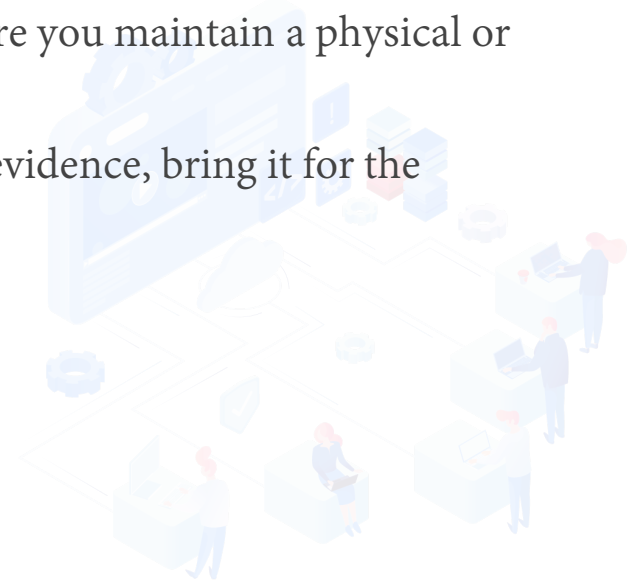 re you maintain a physical or
evidence, bring it for the